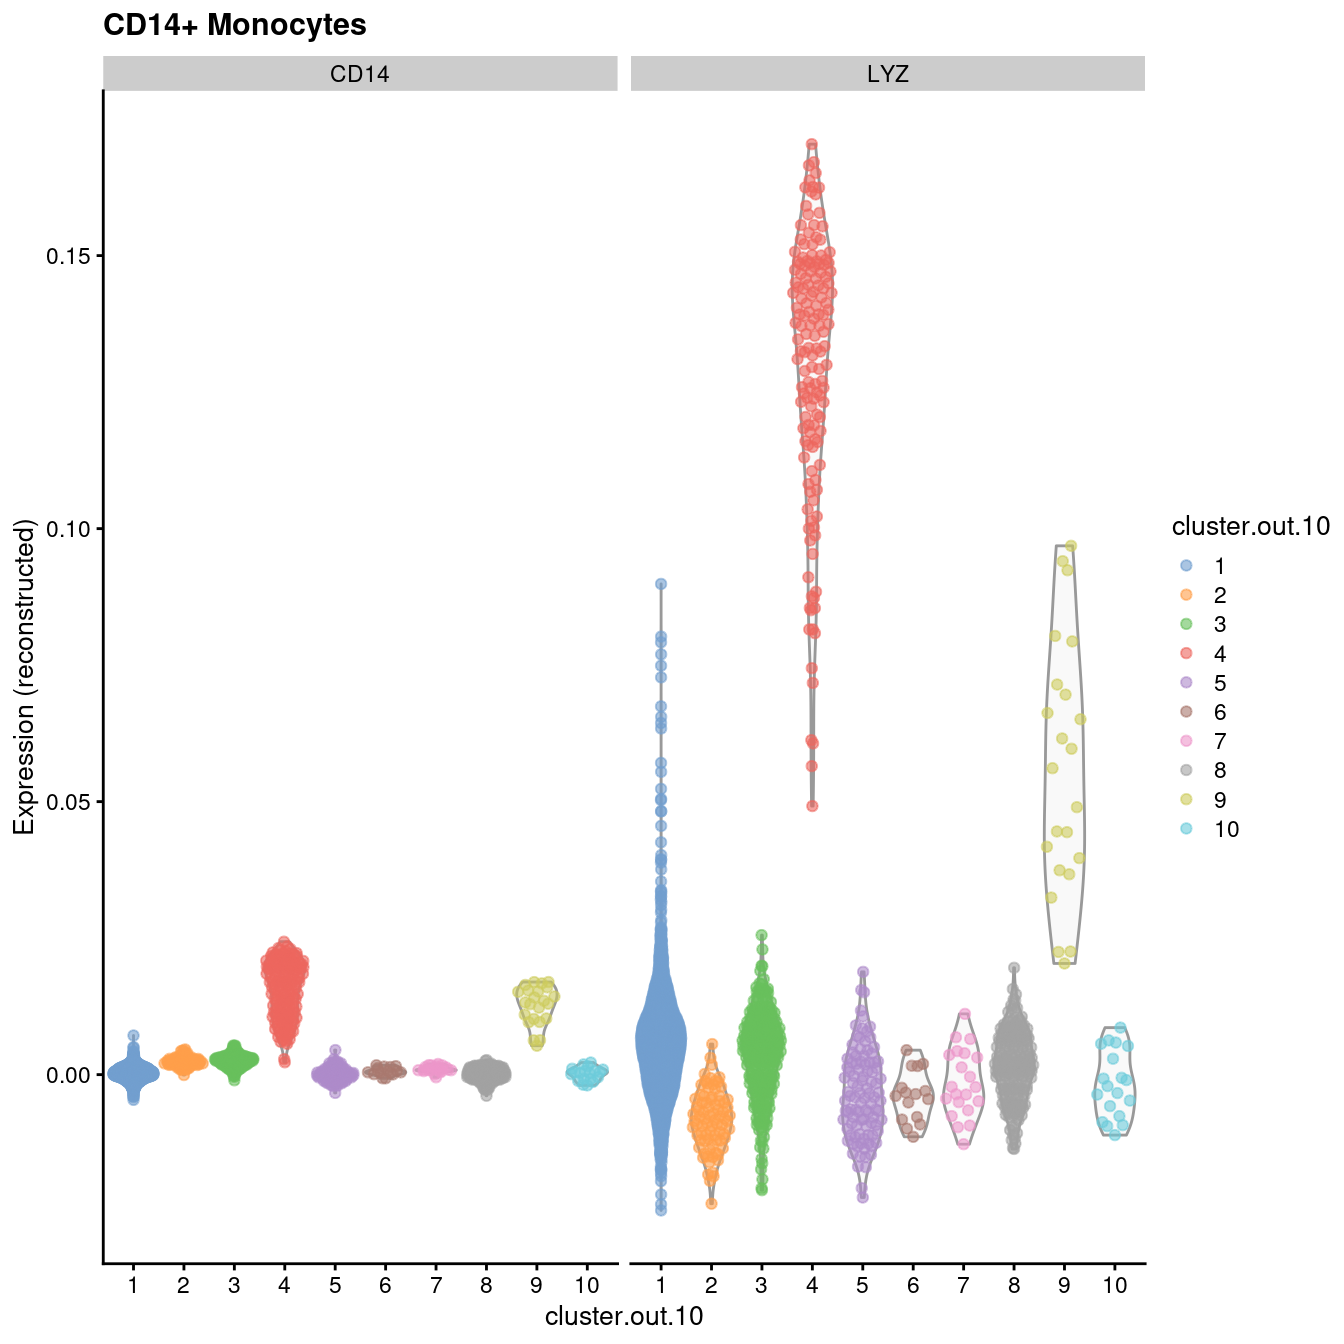 CD14+ Monocytes
CD14
LYZ
Expression (reconstructed)
0.15
0.10
0.05
0.00
1 2 3 4 5 6 7 8 9 10
1 2 3 4 5 6 7 8 9 10
cluster.out.10
cluster.out.10
1
2
3
4
5
6
7
8
9
10